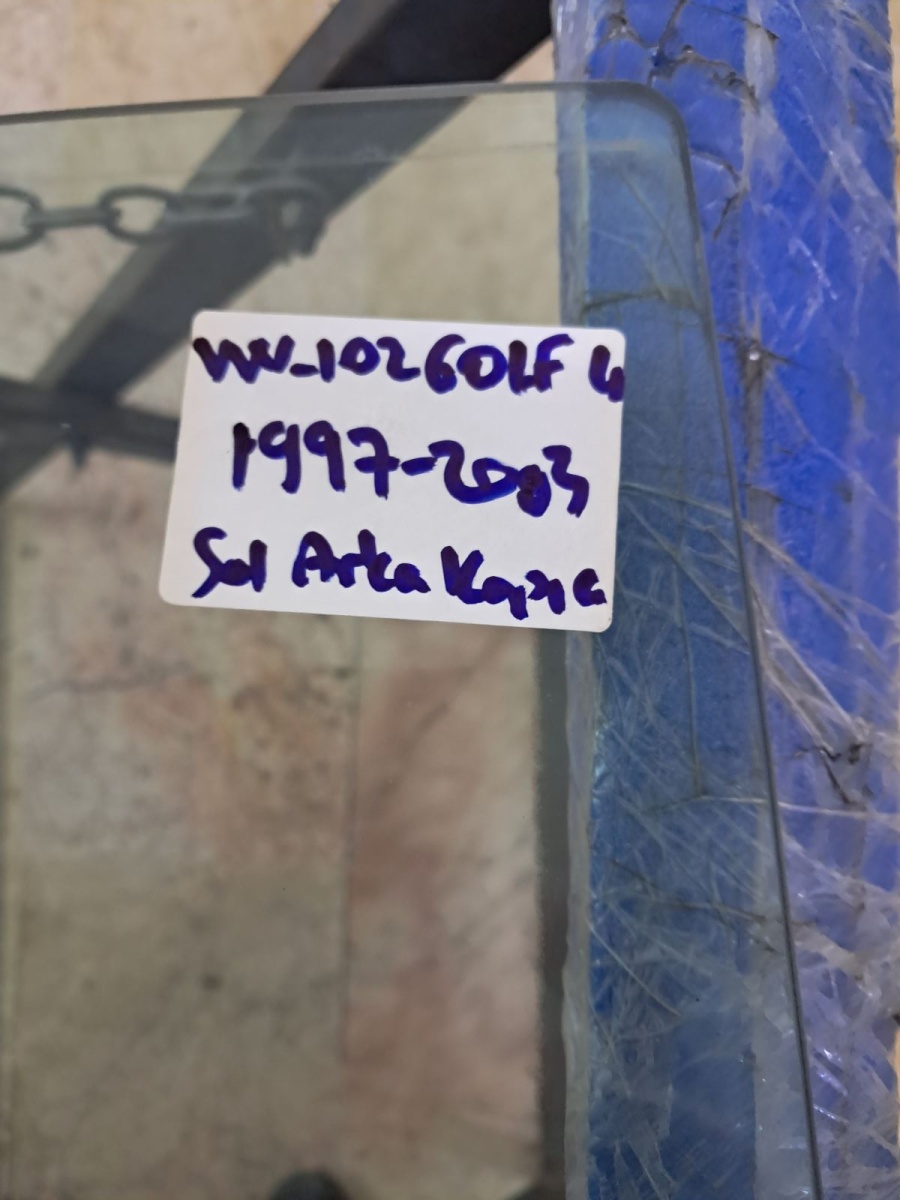 VW-102 GOLF 4
1997-2003
Sol Arka Kapı C